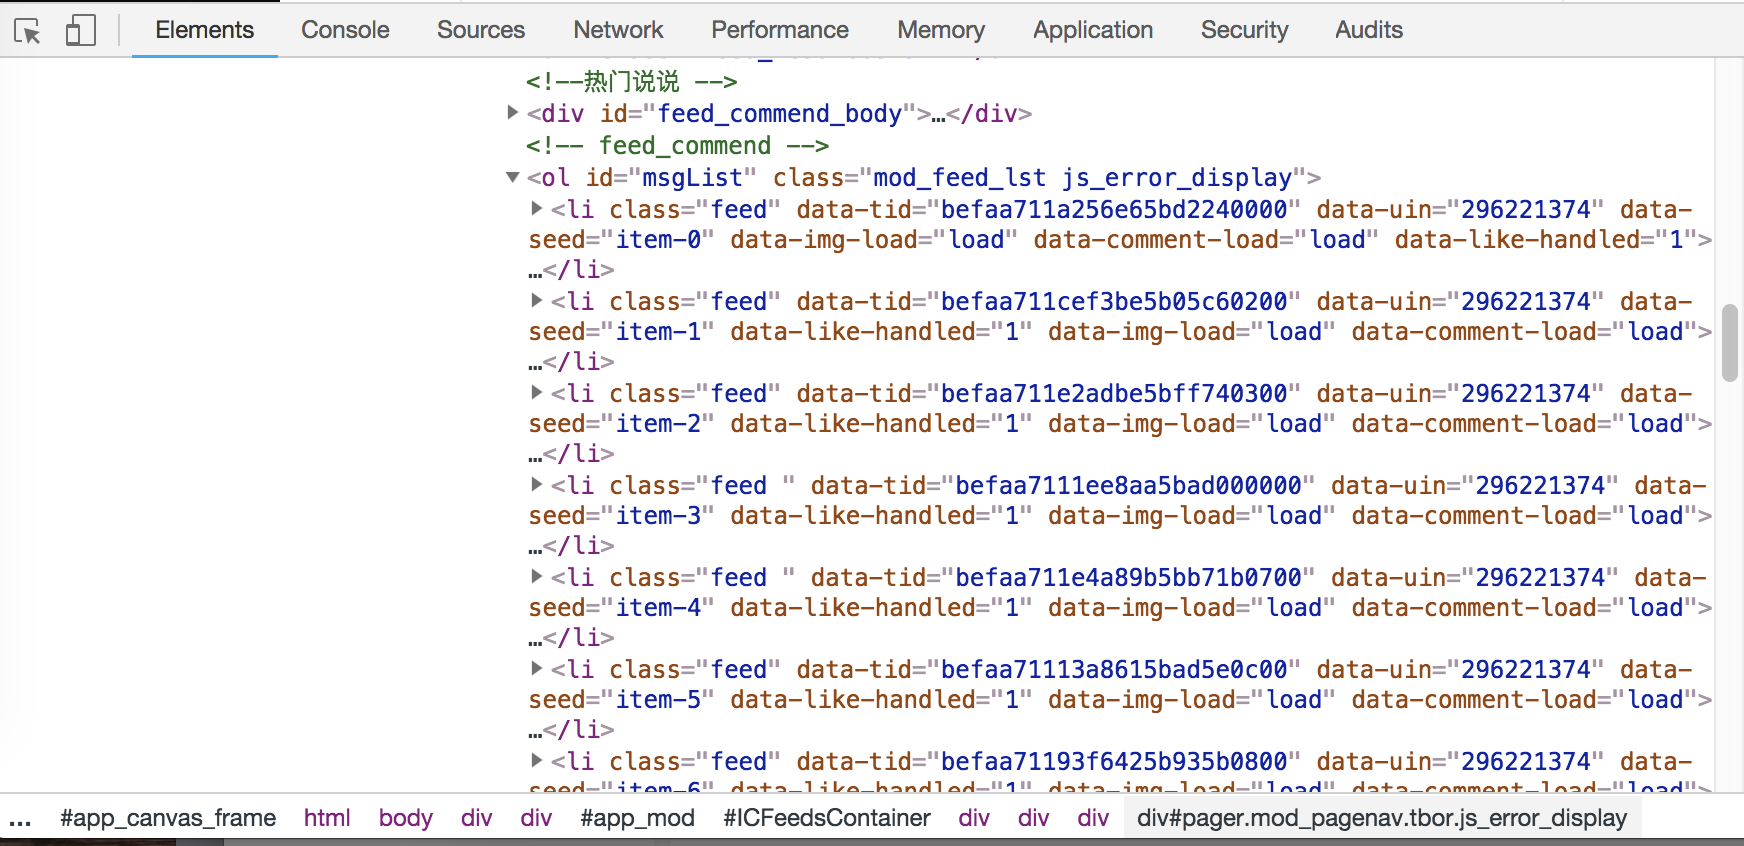 Elements Console Sources Network Performance Memory Application Security Audits
<!--热门说说 -->
<div id="feed_commend_body">…</div>
<!-- feed_commend -->
<ol id="msgList" class="mod_feed_lst js_error_display">
<li class="feed" data-tid="befaa711a256e65bd2240000" data-uin="296221374" data-
seed="item-0" data-img-load="load" data-comment-load="load" data-like-handled="1">
…</li>
<li class="feed" data-tid="befaa711cef3be5b05c60200" data-uin="296221374" data-
seed="item-1" data-like-handled="1" data-img-load="load" data-comment-load="load">
…</li>
<li class="feed" data-tid="befaa711e2adbe5bff740300" data-uin="296221374" data-
seed="item-2" data-like-handled="1" data-img-load="load" data-comment-load="load">
…</li>
<li class="feed " data-tid="befaa7111ee8aa5bad000000" data-uin="296221374" data-
seed="item-3" data-like-handled="1" data-img-load="load" data-comment-load="load">
…</li>
<li class="feed " data-tid="befaa711e4a89b5bb71b0700" data-uin="296221374" data-
seed="item-4" data-like-handled="1" data-img-load="load" data-comment-load="load">
…</li>
<li class="feed" data-tid="befaa71113a8615bad5e0c00" data-uin="296221374" data-
seed="item-5" data-like-handled="1" data-img-load="load" data-comment-load="load">
…</li>
<li class="feed" data-tid="befaa71193f6425b935b0800" data-uin="296221374" data-
seed="item-6" data-like-handled="1" data-img-load="load" data-comment-load="load">
... #app_canvas_frame html body div div #app_mod #ICFeedsContainer div div div div#pager.mod_pagenav.tbor.js_error_display